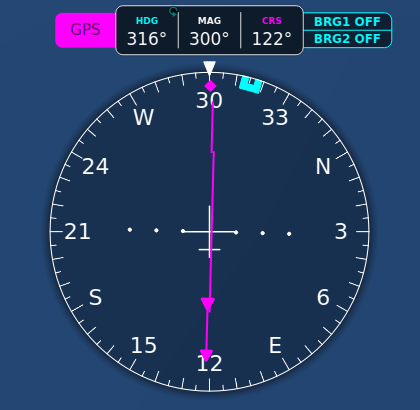 GPS
HDG MAG CRS
316° 300° 122°
BRG1 OFF
BRG2 OFF
30
33
N
3
6
E
12
15
S
21
24
W